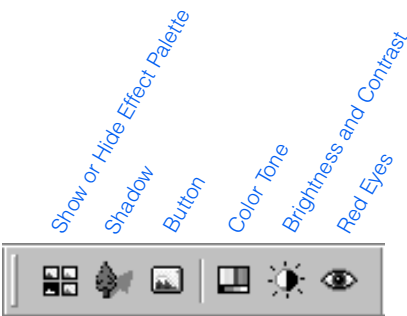 Show or Hide Effect Palette
Shadow
Button
Color Tone
Brightness and Contrast
Red Eyes